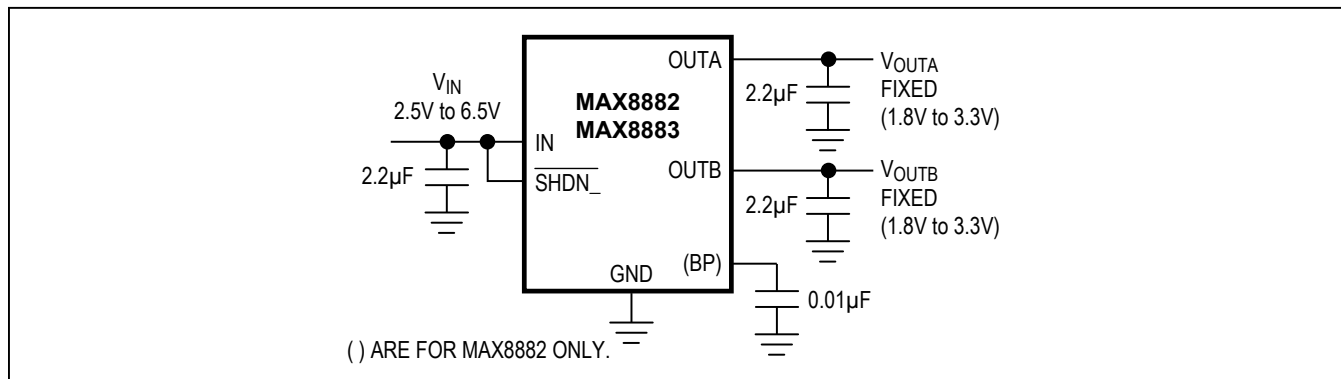 VIN
2.5V to 6.5V
2.2µF
MAX8882
MAX8883
IN
SHDN_
GND
OUTA
OUTB
(BP)
2.2µF
VOUTA
FIXED
(1.8V to 3.3V)
2.2µF
VOUTB
FIXED
(1.8V to 3.3V)
0.01µF
( ) ARE FOR MAX8882 ONLY.